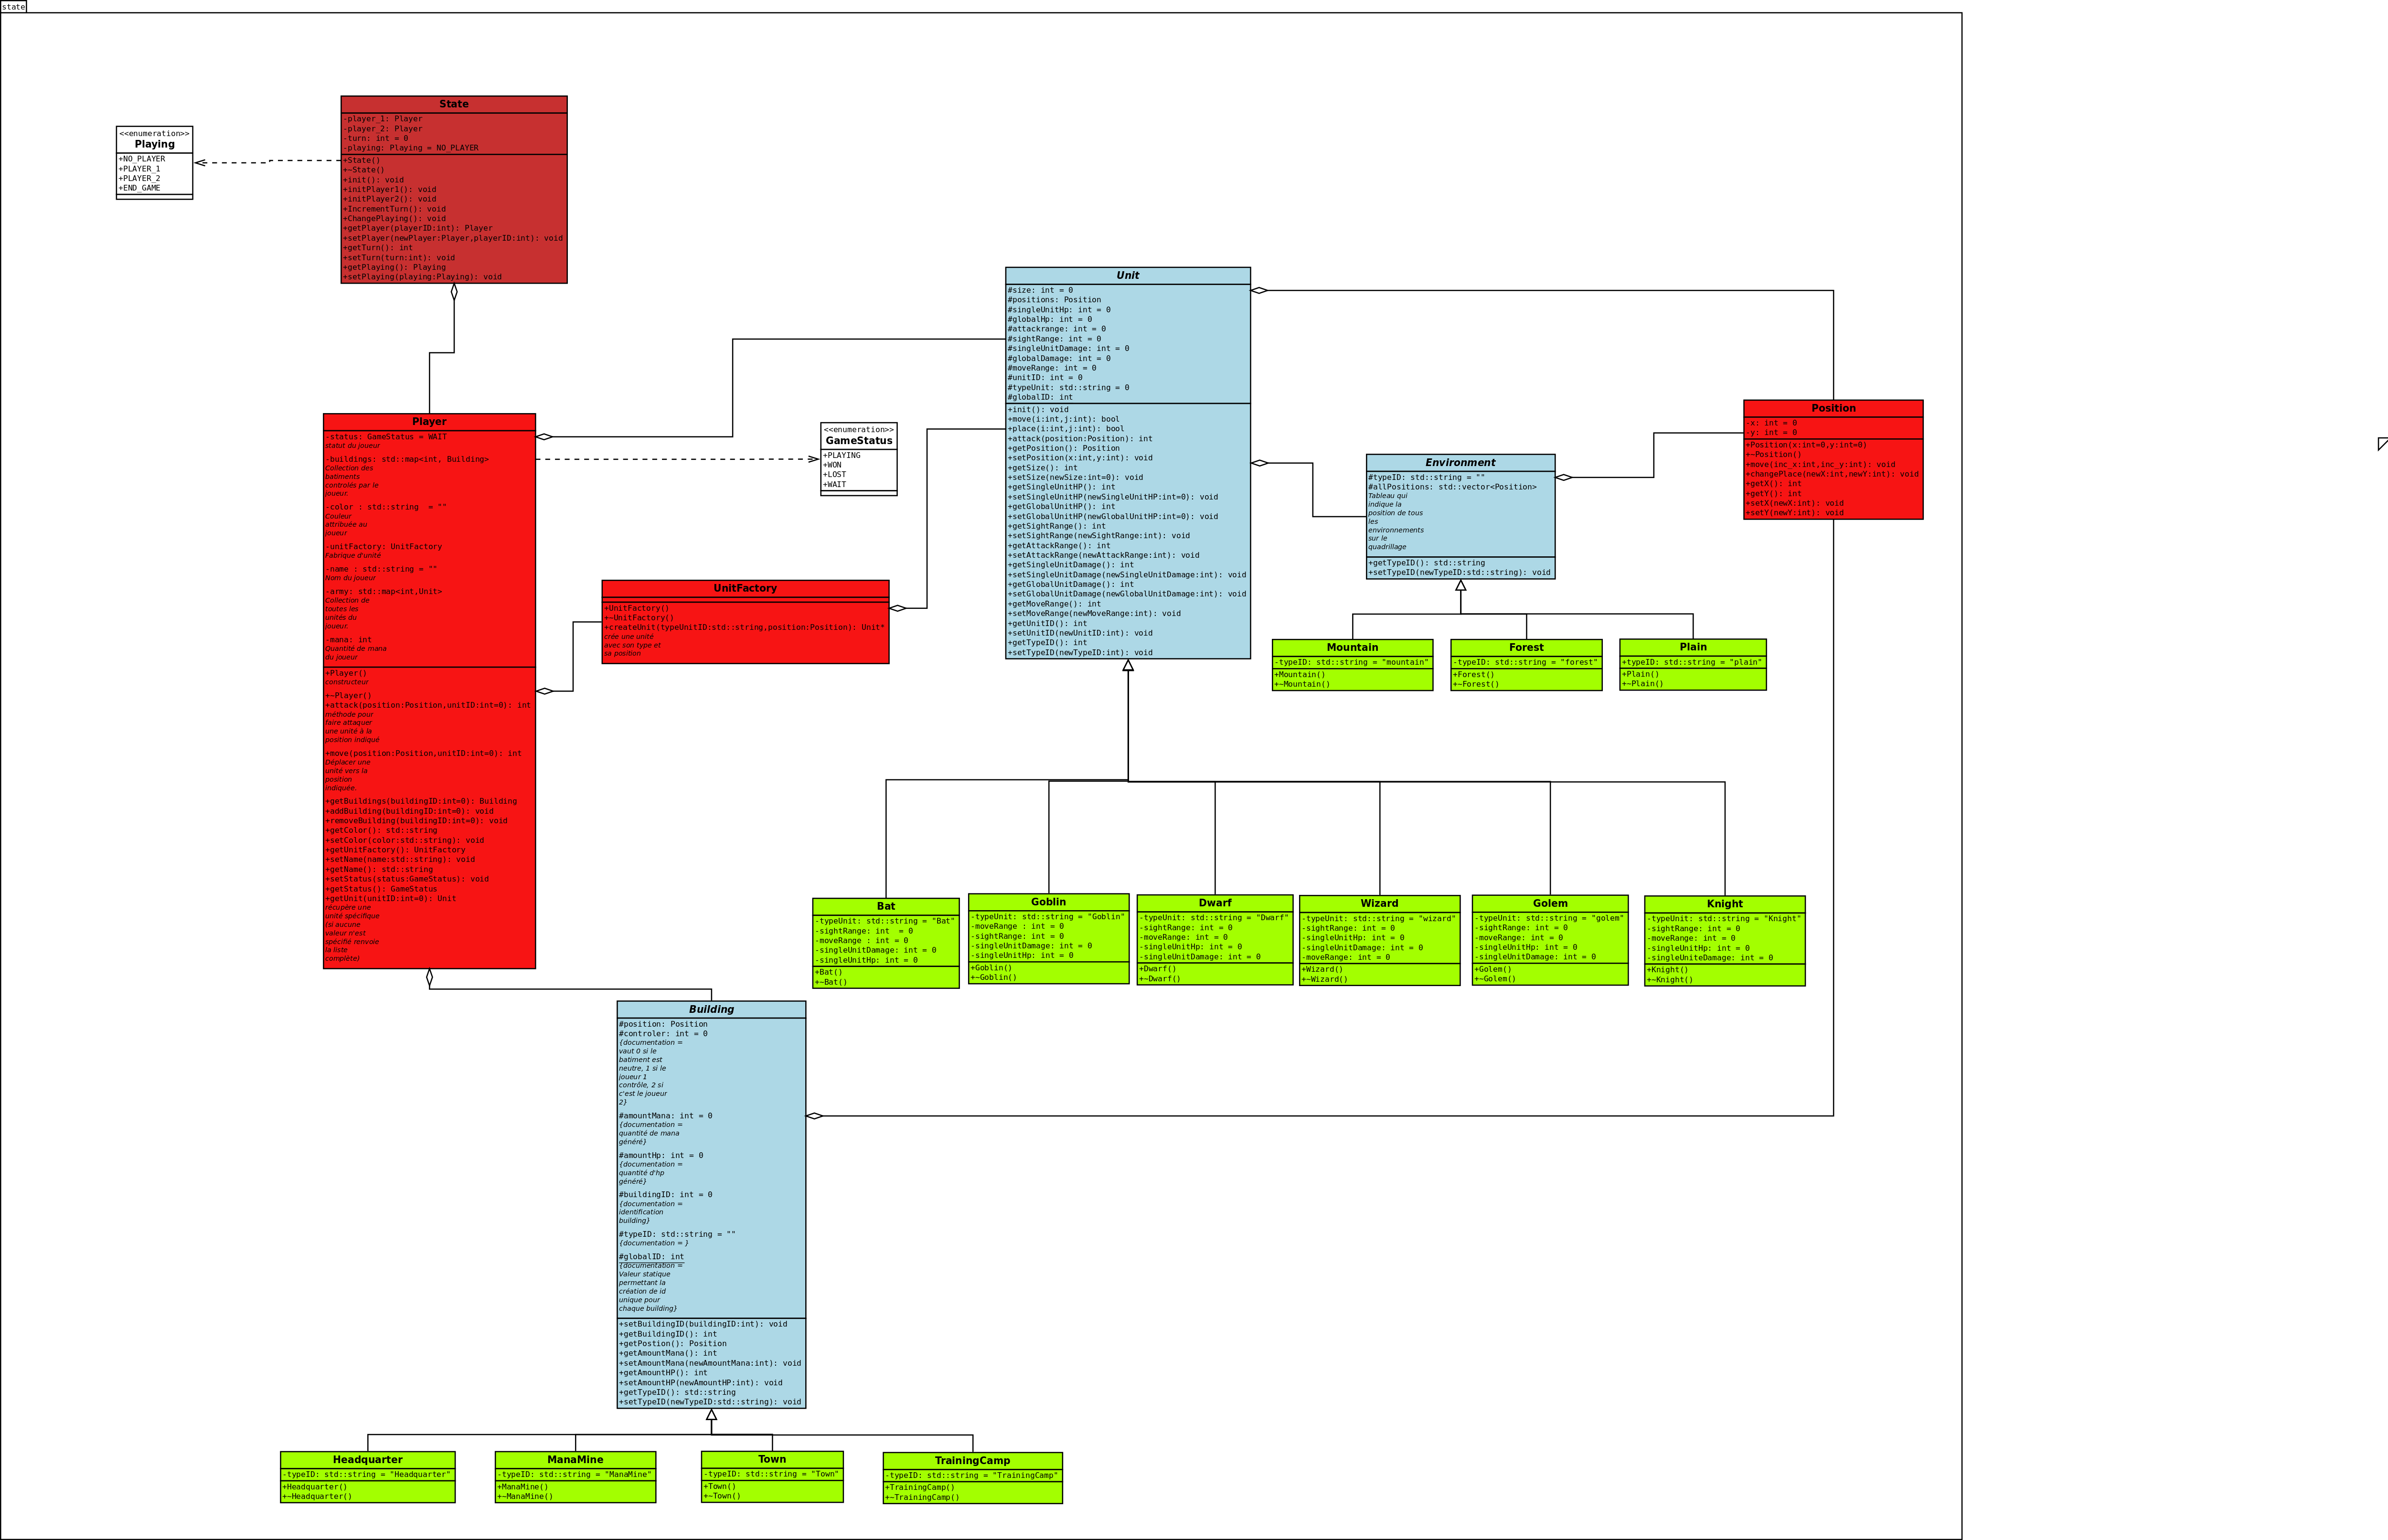 state
State
-player_1: Player
-player_2: Player
-turn: int = 0
-playing: Playing = NO_PLAYER
+State()
+~State()
+init(): void
+initPlayer1(): void
+initPlayer2(): void
+IncrementTurn(): void
+ChangePlaying(): void
+getPlayer(playerID:int): Player
+setPlayer(newPlayer:Player,playerID:int): void
+getTurn(): int
+setTurn(turn:int): void
+getPlaying(): Playing
+setPlaying(playing:Playing): void
<<enumeration>>
Playing
+NO_PLAYER
+PLAYER_1
+PLAYER_2
+END_GAME
Player
-status: GameStatus = WAIT
statut du joueur
-buildings: std::map<int, Building>
Collection des
batiments
controlés par le
joueur.
-color : std::string  = ""
Couleur
attribuée au
joueur
-unitFactory: UnitFactory
Fabrique d'unité
-name : std::string = ""
Nom du joueur
-army: std::map<int,Unit>
Collection de
toutes les
unités du
joueur.
-mana: int
Quantité de mana
du joueur
+Player()
constructeur
+~Player()
+attack(position:Position,unitID:int=0): int
méthode pour
faire attaquer
une unité à la
position indiqué
+move(position:Position,unitID:int=0): int
Déplacer une
unité vers la
position
indiquée.
+getBuildings(buildingID:int=0): Building
+addBuilding(buildingID:int=0): void
+removeBuilding(buildingID:int=0): void
+getColor(): std::string
+setColor(color:std::string): void
+getUnitFactory(): UnitFactory
+setName(name:std::string): void
+getName(): std::string
+setStatus(status:GameStatus): void
+getStatus(): GameStatus
+getUnit(unitID:int=0): Unit
récupère une
unité spécifique
(si aucune
valeur n'est
spécifié renvoie
la liste
complète)
<<enumeration>>
GameStatus
+PLAYING
+WON
+LOST
+WAIT
UnitFactory
+UnitFactory()
+~UnitFactory()
+createUnit(typeUnitID:std::string,position:Position): Unit*
crée une unité
avec son type et
sa position
Unit
#size: int = 0
#positions: Position
#singleUnitHp: int = 0
#globalHp: int = 0
#attackrange: int = 0
#sightRange: int = 0
#singleUnitDamage: int = 0
#globalDamage: int = 0
#moveRange: int = 0
#unitID: int = 0
#typeUnit: std::string = 0
#globalID: int
+init(): void
+move(i:int,j:int): bool
+place(i:int,j:int): bool
+attack(position:Position): int
+getPosition(): Position
+setPosition(x:int,y:int): void
+getSize(): int
+setSize(newSize:int=0): void
+getSingleUnitHP(): int
+setSingleUnitHP(newSingleUnitHP:int=0): void
+getGlobalUnitHP(): int
+setGlobalUnitHP(newGlobalUnitHP:int=0): void
+getSightRange(): int
+setSightRange(newSightRange:int): void
+getAttackRange(): int
+setAttackRange(newAttackRange:int): void
+getSingleUnitDamage(): int
+setSingleUnitDamage(newSingleUnitDamage:int): void
+getGlobalUnitDamage(): int
+setGlobalUnitDamage(newGlobalUnitDamage:int): void
+getMoveRange(): int
+setMoveRange(newMoveRange:int): void
+getUnitID(): int
+setUnitID(newUnitID:int): void
+getTypeID(): int
+setTypeID(newTypeID:int): void
Environment
#typeID: std::string = ""
#allPositions: std::vector<Position>
Tableau qui
indique la
position de tous
les
environnements
sur le
quadrillage
+getTypeID(): std::string
+setTypeID(newTypeID:std::string): void
Position
-x: int = 0
-y: int = 0
+Position(x:int=0,y:int=0)
+~Position()
+move(inc_x:int,inc_y:int): void
+changePlace(newX:int,newY:int): void
+getX(): int
+getY(): int
+setX(newX:int): void
+setY(newY:int): void
Mountain
-typeID: std::string = "mountain"
+Mountain()
+~Mountain()
Forest
-typeID: std::string = "forest"
+Forest()
+~Forest()
Plain
+typeID: std::string = "plain"
+Plain()
+~Plain()
Bat
-typeUnit: std::string = "Bat"
-sightRange: int  = 0
-moveRange : int = 0
-singleUnitDamage: int = 0
-singleUnitHp: int = 0
+Bat()
+~Bat()
Goblin
-typeUnit: std::string = "Goblin"
-moveRange : int = 0
-sightRange: int = 0
-singleUnitDamage: int = 0
-singleUnitHp: int = 0
+Goblin()
+~Goblin()
Dwarf
-typeUnit: std::string = "Dwarf"
-sightRange: int = 0
-moveRange: int = 0
-singleUnitHp: int = 0
-singleUnitDamage: int = 0
+Dwarf()
+~Dwarf()
Wizard
-typeUnit: std::string = "wizard"
-sightRange: int = 0
-singleUnitHp: int = 0
-singleUnitDamage: int = 0
-moveRange: int = 0
+Wizard()
+~Wizard()
Golem
-typeUnit: std::string = "golem"
-sightRange: int = 0
-moveRange: int = 0
-singleUnitHp: int = 0
-singleUnitDamage: int = 0
+Golem()
+~Golem()
Knight
-typeUnit: std::string = "Knight"
-sightRange: int = 0
-moveRange: int = 0
-singleUniteHp: int = 0
-singleUniteDamage: int = 0
+Knight()
+~Knight()
Building
#position: Position
#controler: int = 0
{documentation =
vaut 0 si le
batiment est
neutre, 1 si le
joueur 1
contrôle, 2 si
c'est le joueur
2}
#amountMana: int = 0
{documentation =
quantité de mana
généré}
#amountHp: int = 0
{documentation =
quantité d'hp
généré}
#buildingID: int = 0
{documentation =
identification
building}
#typeID: std::string = ""
{documentation = }
#globalID: int
{documentation =
Valeur statique
permettant la
création de id
unique pour
chaque building}
+setBuildingID(buildingID:int): void
+getBuildingID(): int
+getPostion(): Position
+getAmountMana(): int
+setAmountMana(newAmountMana:int): void
+getAmountHP(): int
+setAmountHP(newAmountHP:int): void
+getTypeID(): std::string
+setTypeID(newTypeID:std::string): void
Headquarter
-typeID: std::string = "Headquarter"
+Headquarter()
+~Headquarter()
ManaMine
-typeID: std::string = "ManaMine"
+ManaMine()
+~ManaMine()
Town
-typeID: std::string = "Town"
+Town()
+~Town()
TrainingCamp
-typeID: std::string = "TrainingCamp"
+TrainingCamp()
+~TrainingCamp()